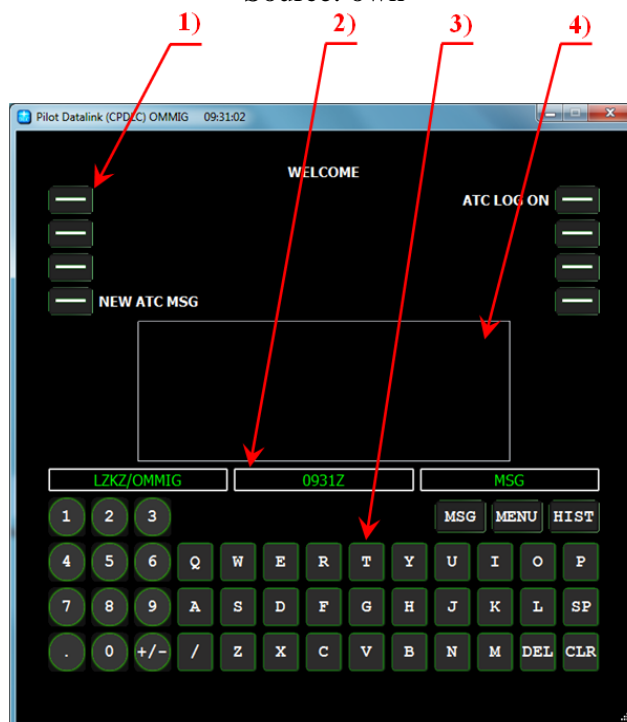 Source: own
1) 2) 3) 4)
Pilot Datalink (CPDLC) OMMIG 09:31:02
WELCOME
ATC LOG ON
NEW ATC MSG
LZKZ/OMMIG 0931Z MSG
1 2 3 MSG MENU HIST
4 5 6 Q W E R T Y U I O P
7 8 9 A S D F G H J K L SP
. 0 +/- / Z X C V B N M DEL CLR